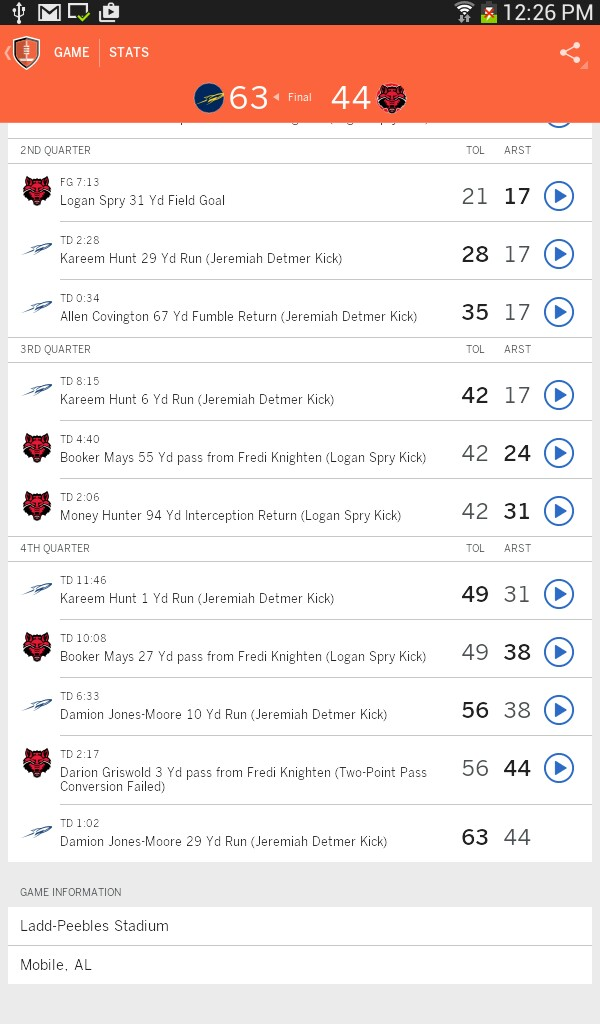 12:26 PM
GAME STATS
63 Final 44
2ND QUARTER TOL ARST
FG 7:13
Logan Spry 31 Yd Field Goal 21 17
TD 2:28
Kareem Hunt 29 Yd Run (Jeremiah Detmer Kick) 28 17
TD 0:34
Allen Covington 67 Yd Fumble Return (Jeremiah Detmer Kick) 35 17
3RD QUARTER TOL ARST
TD 8:15
Kareem Hunt 6 Yd Run (Jeremiah Detmer Kick) 42 17
TD 4:40
Booker Mays 55 Yd pass from Fredi Knighten (Logan Spry Kick) 42 24
TD 2:06
Money Hunter 94 Yd Interception Return (Logan Spry Kick) 42 31
4TH QUARTER TOL ARST
TD 11:46
Kareem Hunt 1 Yd Run (Jeremiah Detmer Kick) 49 31
TD 10:08
Booker Mays 27 Yd pass from Fredi Knighten (Logan Spry Kick) 49 38
TD 6:33
Damion Jones-Moore 10 Yd Run (Jeremiah Detmer Kick) 56 38
TD 2:17
Darion Griswold 3 Yd pass from Fredi Knighten (Two-Point Pass 56 44
Conversion Failed)
TD 1:02
Damion Jones-Moore 29 Yd Run (Jeremiah Detmer Kick) 63 44
GAME INFORMATION
Ladd-Peebles Stadium
Mobile, AL